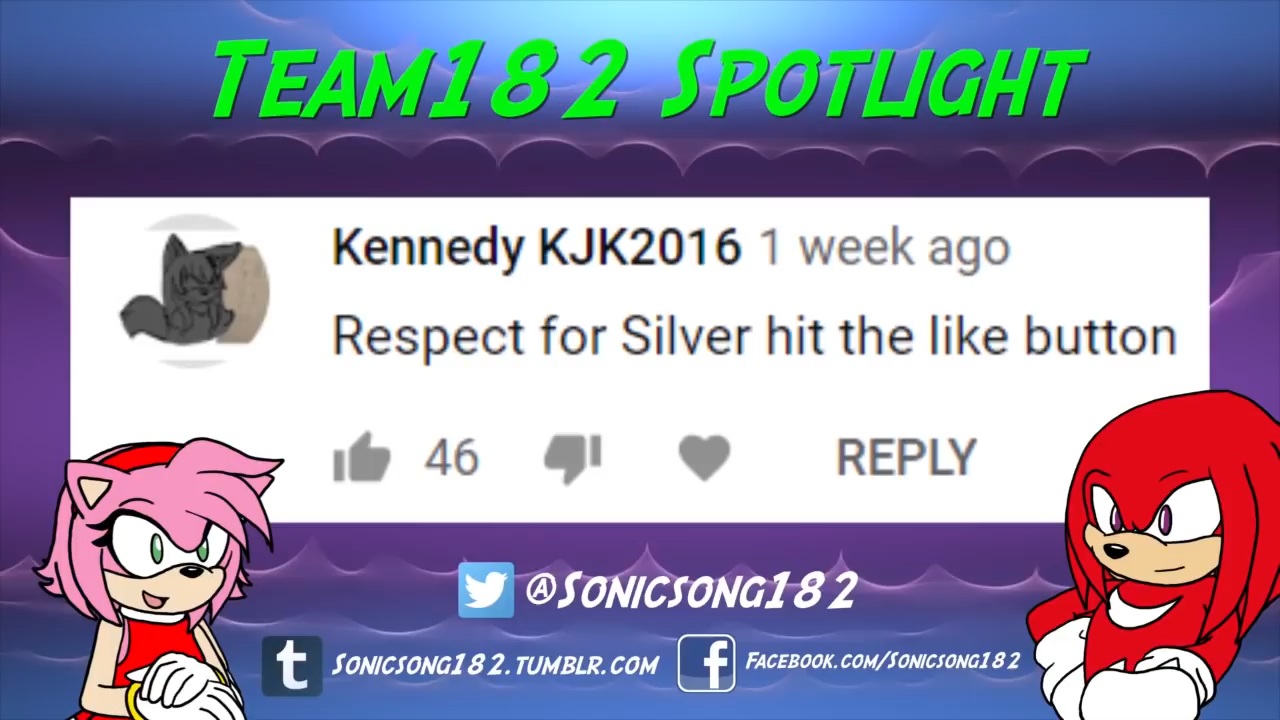 Team182 Spotlight
Kennedy KJK2016 1 week ago
Respect for Silver hit the like button
46 REPLY
@Sonicsong182
t Sonicsong182.tumblr.com f Facebook.com/Sonicsong182